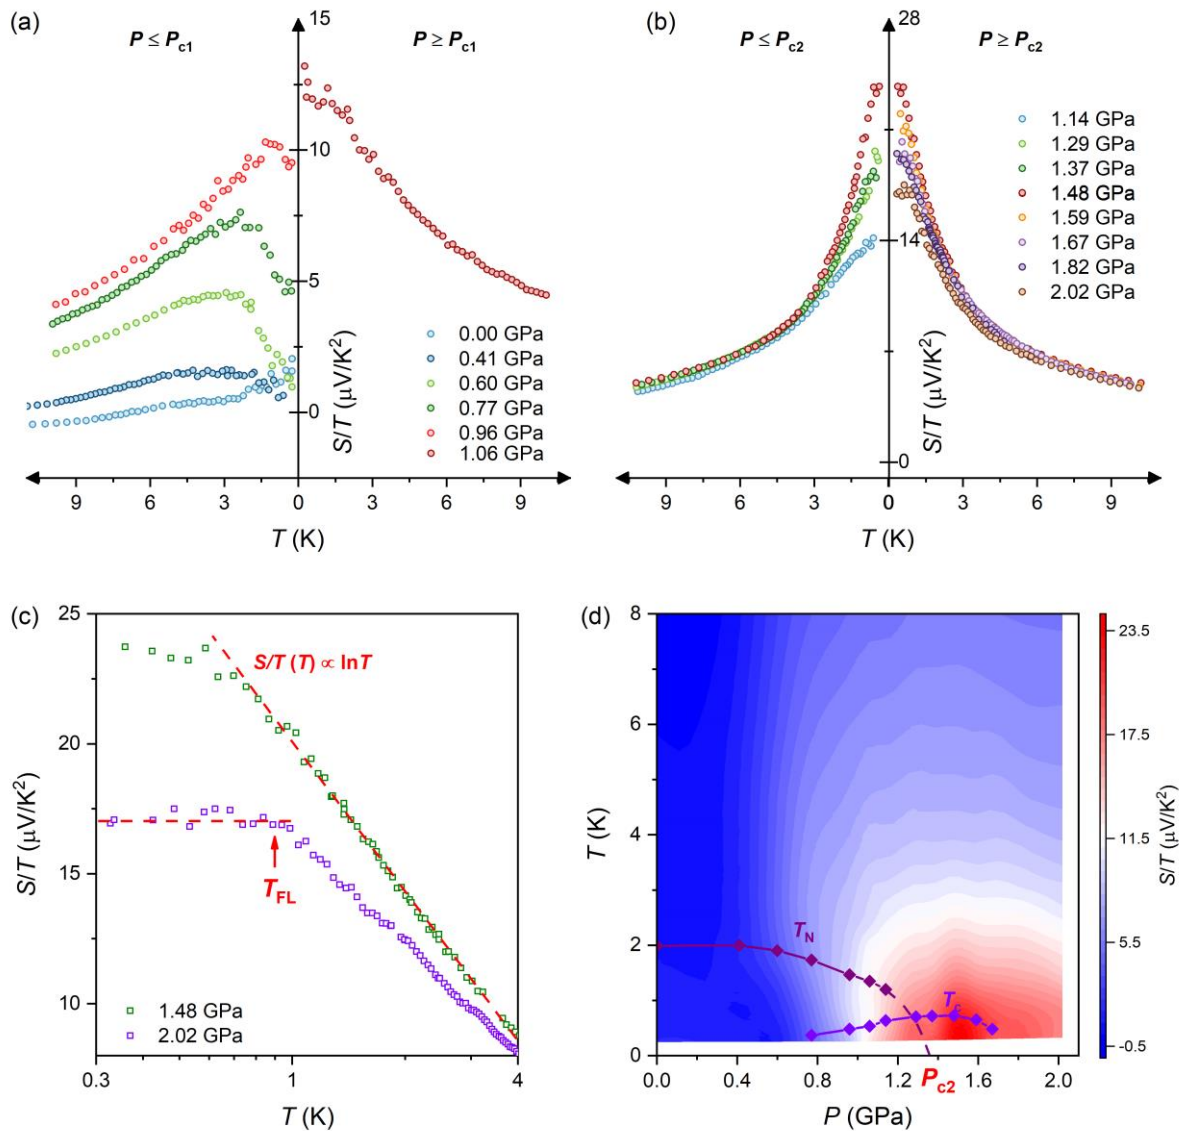 (a)
P ≤ Pc1
P ≥ Pc1
15
10
5
0
S/T (μV/K²)
0.00 GPa
0.41 GPa
0.60 GPa
0.77 GPa
0.96 GPa
1.06 GPa
9 6 3 0 3 6 9
T (K)
(b)
P ≤ Pc2
P ≥ Pc2
28
14
0
S/T (μV/K²)
1.14 GPa
1.29 GPa
1.37 GPa
1.48 GPa
1.59 GPa
1.67 GPa
1.82 GPa
2.02 GPa
9 6 3 0 3 6 9
T (K)
(c)
25
20
15
10
S/T (μV/K²)
S/T (T) ∝ lnT
TFL
1.48 GPa
2.02 GPa
0.3 1 4
T (K)
(d)
8
6
4
2
0
T (K)
TN
Tc
Pc2
0.0 0.4 0.8 1.2 1.6 2.0
P (GPa)
23.5
17.5
11.5
5.5
-0.5
S/T (μV/K²)